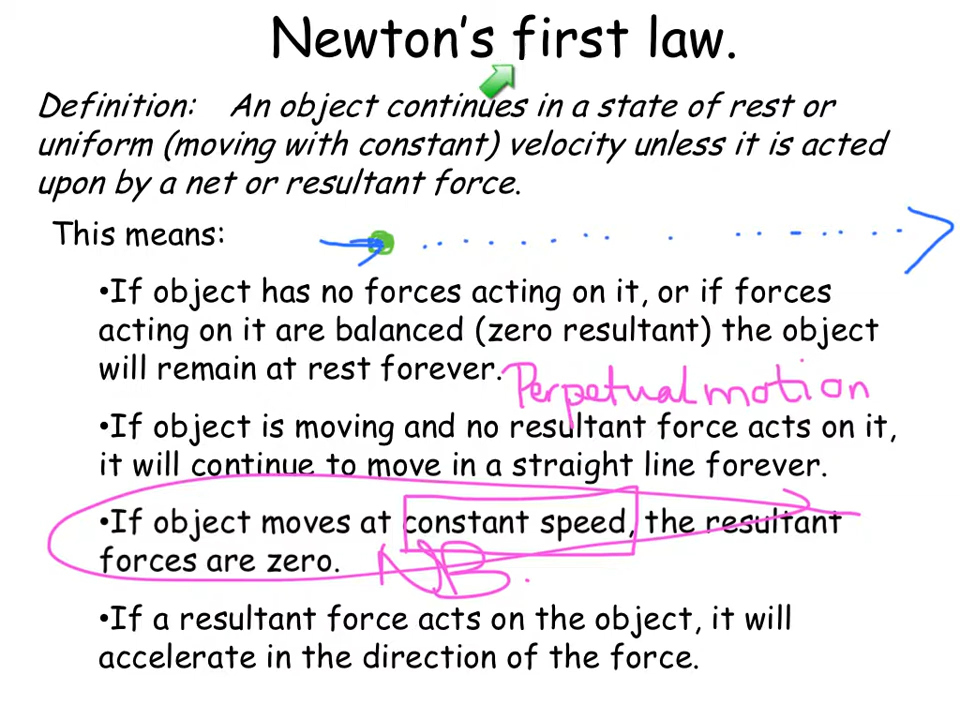 Newton's first law.
Definition: An object continues in a state of rest or
uniform (moving with constant) velocity unless it is acted
upon by a net or resultant force.
This means:
•If object has no forces acting on it, or if forces
acting on it are balanced (zero resultant) the object
will remain at rest forever.
Perpetual motion
•If object is moving and no resultant force acts on it,
it will continue to move in a straight line forever.
•If object moves at constant speed, the resultant
forces are zero.
NB.
•If a resultant force acts on the object, it will
accelerate in the direction of the force.